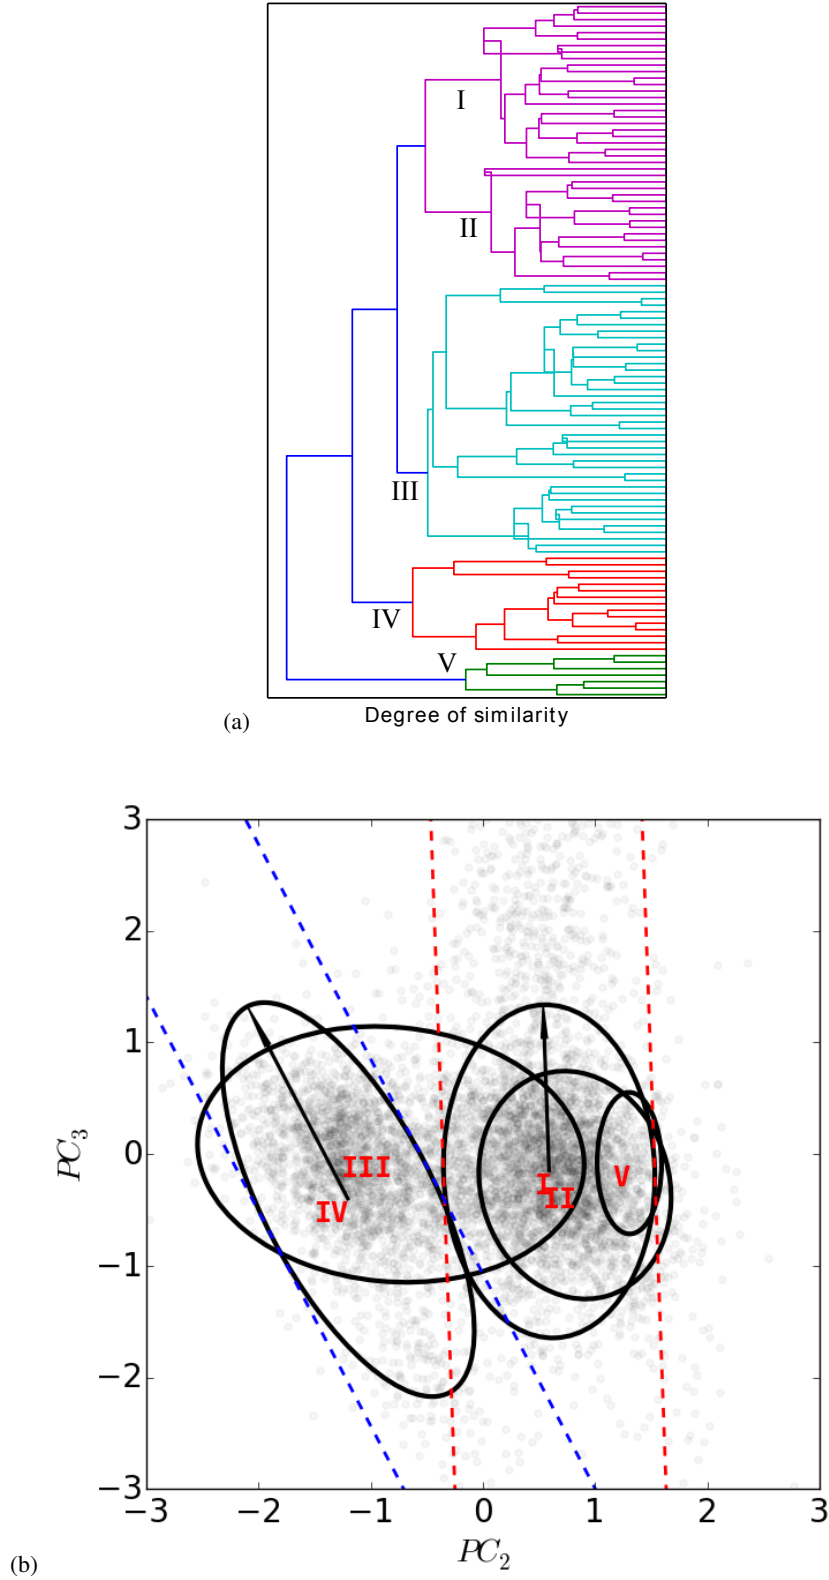 I
II
III
IV
V
Degree of similarity
(a)
3
2
1
0
−1
−2
−3
PC3
III
IV
I
II
V
−3
−2
−1
0
1
2
3
PC2
(b)